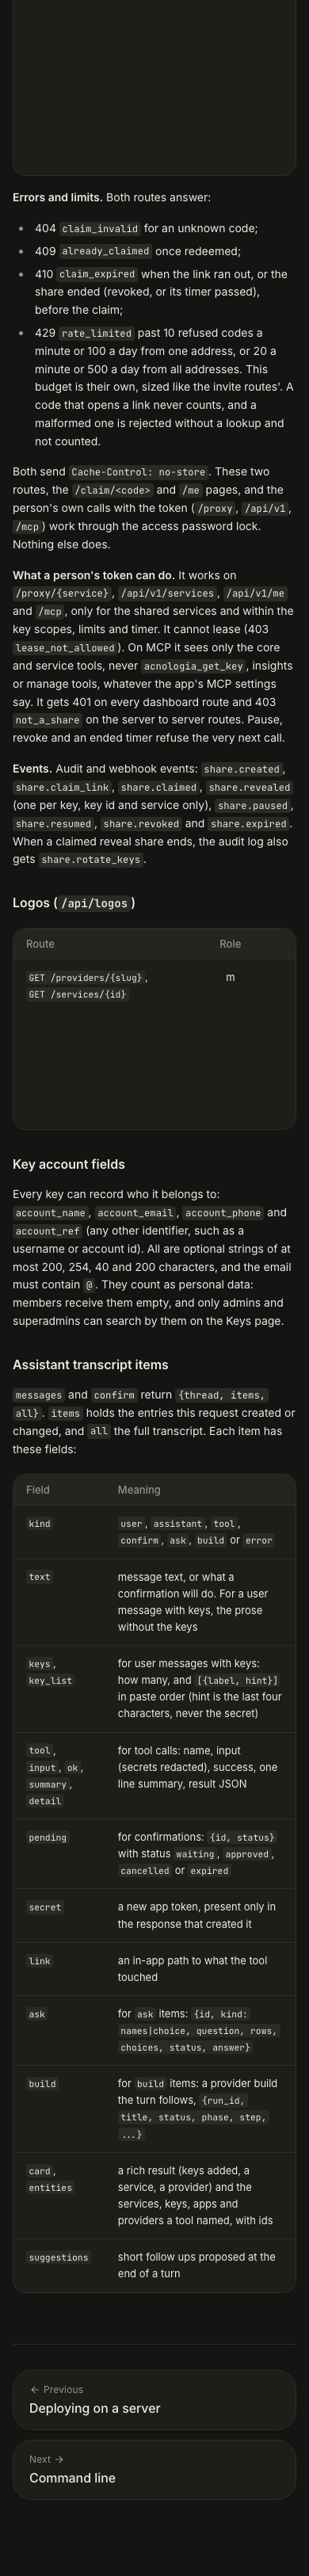 Errors and limits. Both routes answer:
404 claim_invalid for an unknown code;
409 already_claimed once redeemed;
410 claim_expired when the link ran out, or the
share ended (revoked, or its timer passed),
before the claim;
429 rate_limited past 10 refused codes a
minute or 100 a day from one address, or 20 a
minute or 500 a day from all addresses. This
budget is their own, sized like the invite routes'. A
code that opens a link never counts, and a
malformed one is rejected without a lookup and
not counted.
Both send Cache-Control: no-store. These two
routes, the /claim/<code> and /me pages, and the
person's own calls with the token (/proxy, /api/v1,
/mcp) work through the access password lock.
Nothing else does.
What a person's token can do. It works on
/proxy/{service}, /api/v1/services, /api/v1/me
and /mcp, only for the shared services and within the
key scopes, limits and timer. It cannot lease (403
lease_not_allowed). On MCP it sees only the core
and service tools, never acnologia_get_key, insights
or manage tools, whatever the app's MCP settings
say. It gets 401 on every dashboard route and 403
not_a_share on the server to server routes. Pause,
revoke and an ended timer refuse the very next call.
Events. Audit and webhook events: share.created,
share.claim_link, share.claimed, share.revealed
(one per key, key id and service only), share.paused,
share.resumed, share.revoked and share.expired.
When a claimed reveal share ends, the audit log also
gets share.rotate_keys.
Logos (/api/logos)
Route Role
GET /providers/{slug}, m
GET /services/{id}
Key account fields
Every key can record who it belongs to:
account_name, account_email, account_phone and
account_ref (any other identifier, such as a
username or account id). All are optional strings of at
most 200, 254, 40 and 200 characters, and the email
must contain @. They count as personal data:
members receive them empty, and only admins and
superadmins can search by them on the Keys page.
Assistant transcript items
messages and confirm return {thread, items,
all}. items holds the entries this request created or
changed, and all the full transcript. Each item has
these fields:
Field Meaning
kind user, assistant, tool,
confirm, ask, build or error
text message text, or what a
confirmation will do. For a user
message with keys, the prose
without the keys
keys, for user messages with keys:
key_list how many, and [{label, hint}]
in paste order (hint is the last four
characters, never the secret)
tool, for tool calls: name, input
input, ok, (secrets redacted), success, one
summary, line summary, result JSON
detail
pending for confirmations: {id, status}
with status waiting, approved,
cancelled or expired
secret a new app token, present only in
the response that created it
link an in-app path to what the tool
touched
ask for ask items: {id, kind:
names|choice, question, rows,
choices, status, answer}
build for build items: a provider build
the turn follows, {run_id,
title, status, phase, step,
...}
card, a rich result (keys added, a
entities service, a provider) and the
services, keys, apps and
providers a tool named, with ids
suggestions short follow ups proposed at the
end of a turn
← Previous
Deploying on a server
Next →
Command line